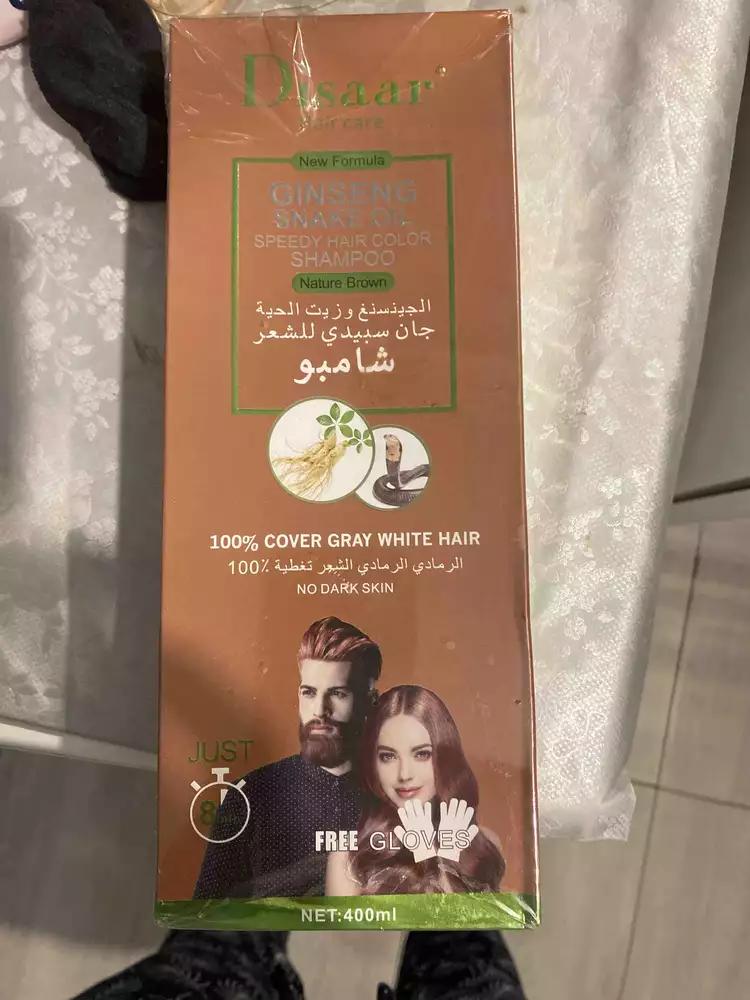 Disaar
Hair care
New Formula
GINSENG
SNAKE OIL
SPEEDY HAIR COLOR
SHAMPOO
Nature Brown
الجينسنغ وزيت الحية
جان سبيدي للشعر
شامبو
100% COVER GRAY WHITE HAIR
الرمادي الرمادي الشعر تغطية 100٪
NO DARK SKIN
JUST
8
FREE GLOVES
NET:400ml